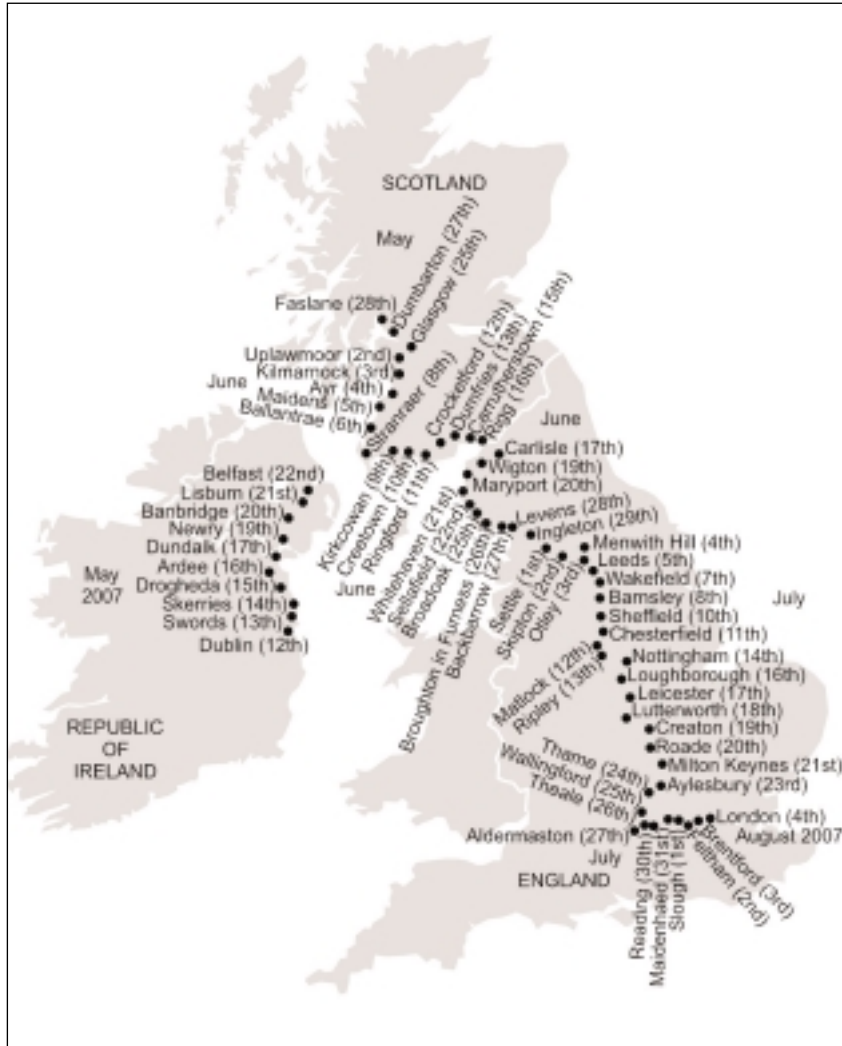 SCOTLAND
May
Dumbarton (27th)
Glasgow (25th)
Faslane (28th)
Uplawmoor (2nd)
Kilmarnock (3rd)
June
Ayr (4th)
Maidens (5th)
Ballantrae (6th)
Stranraer (8th)
Crocketford (12th)
Dumfries (13th)
Carrutherstown (15th)
Rigg (16th)
June
Carlisle (17th)
Wigton (19th)
Maryport (20th)
Belfast (22nd)
Lisburn (21st)
Banbridge (20th)
Newry (19th)
Dundalk (17th)
Ardee (16th)
Drogheda (15th)
Skerries (14th)
Swords (13th)
Dublin (12th)
May
2007
Kirkcowan (9th)
Creetown (10th)
Ringford (11th)
June
Whitehaven (21st)
Sellafield (22nd)
Broadoak (25th)
Broughton in Furness (26th)
Backbarrow (27th)
Levens (28th)
Ingleton (29th)
Settle (1st)
Skipton (2nd)
Otley (3rd)
Menwith Hill (4th)
Leeds (5th)
Wakefield (7th)
Barnsley (8th)
July
Sheffield (10th)
Chesterfield (11th)
Matlock (12th)
Ripley (13th)
Nottingham (14th)
Loughborough (16th)
Leicester (17th)
Lutterworth (18th)
Creaton (19th)
Roade (20th)
Milton Keynes (21st)
Aylesbury (23rd)
REPUBLIC
OF
IRELAND
Thame (24th)
Wallingford (25th)
Theale (26th)
Aldermaston (27th)
July
ENGLAND
Reading (30th)
Maidenhaed (31st)
Slough (1st)
Feltham (2nd)
Brentford (3rd)
London (4th)
August 2007